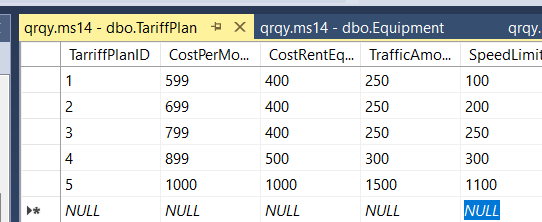 qrqy.ms14 - dbo.TariffPlan qrqy.ms14 - dbo.Equipment qrqy.
TarriffPlanID CostPerMo... CostRentEq... TrafficAmo... SpeedLimit
1 599 400 250 100
2 699 400 250 200
3 799 400 250 250
4 899 500 300 300
5 1000 1000 1500 1100
NULL NULL NULL NULL NULL